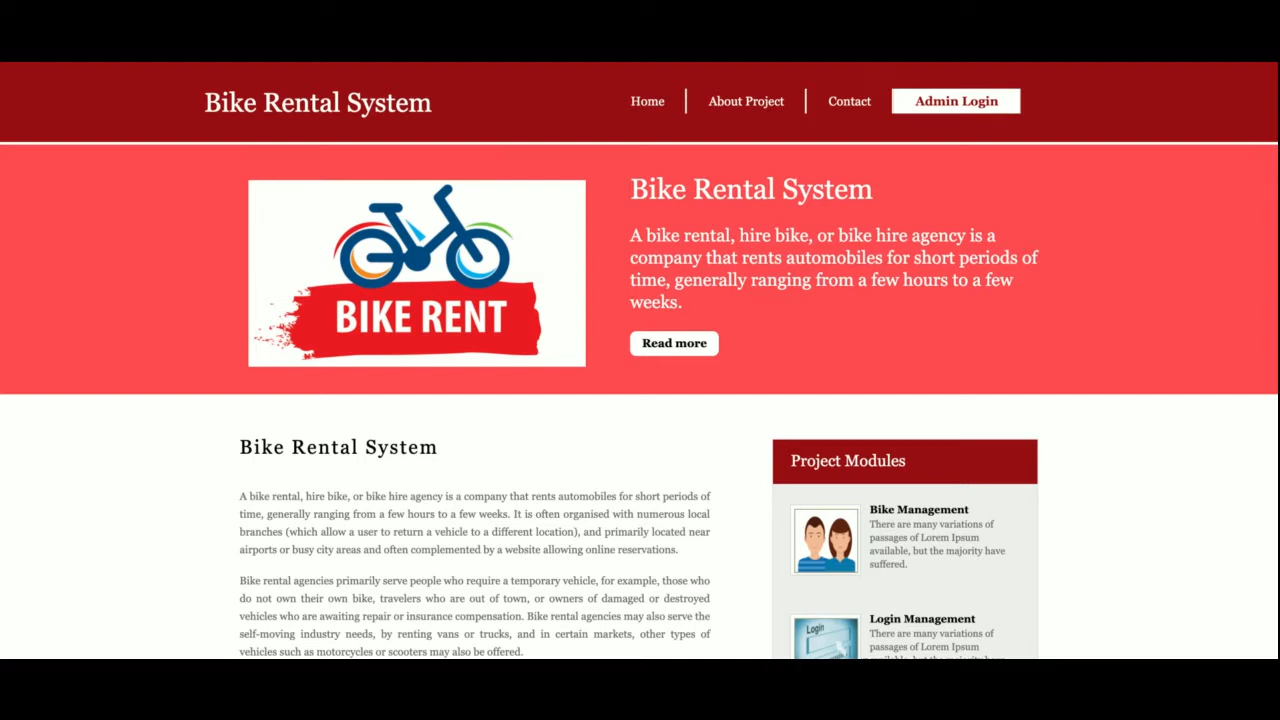 Bike Rental System
Home
About Project
Contact
Admin Login
BIKE RENT
Bike Rental System
A bike rental, hire bike, or bike hire agency is a
company that rents automobiles for short periods of
time, generally ranging from a few hours to a few
weeks.
Read more
Bike Rental System
A bike rental, hire bike, or bike hire agency is a company that rents automobiles for short periods of
time, generally ranging from a few hours to a few weeks. It is often organised with numerous local
branches (which allow a user to return a vehicle to a different location), and primarily located near
airports or busy city areas and often complemented by a website allowing online reservations.
Bike rental agencies primarily serve people who require a temporary vehicle, for example, those who
do not own their own bike, travelers who are out of town, or owners of damaged or destroyed
vehicles who are awaiting repair or insurance compensation. Bike rental agencies may also serve the
self-moving industry needs, by renting vans or trucks, and in certain markets, other types of
vehicles such as motorcycles or scooters may also be offered.
Project Modules
Bike Management
There are many variations of
passages of Lorem Ipsum
available, but the majority have
suffered.
Login
Login Management
There are many variations of
passages of Lorem Ipsum